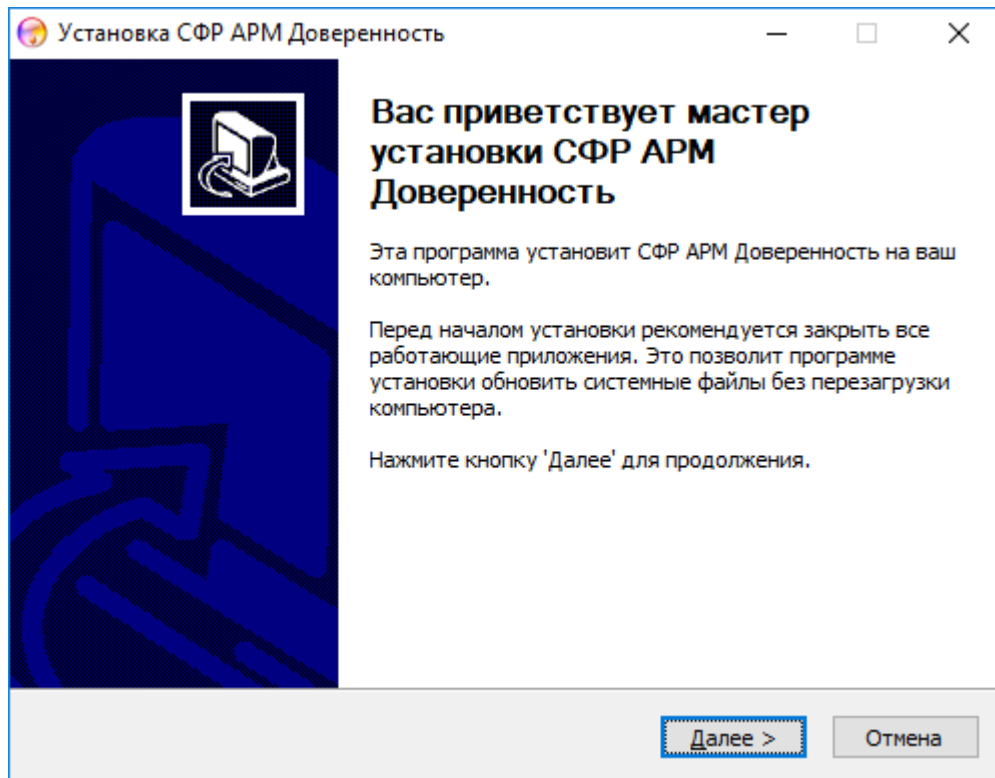 Установка СФР АРМ Доверенность
Вас приветствует мастер
установки СФР АРМ
Доверенность
Эта программа установит СФР АРМ Доверенность на ваш
компьютер.
Перед началом установки рекомендуется закрыть все
работающие приложения. Это позволит программе
установки обновить системные файлы без перезагрузки
компьютера.
Нажмите кнопку 'Далее' для продолжения.
Далее >
Отмена